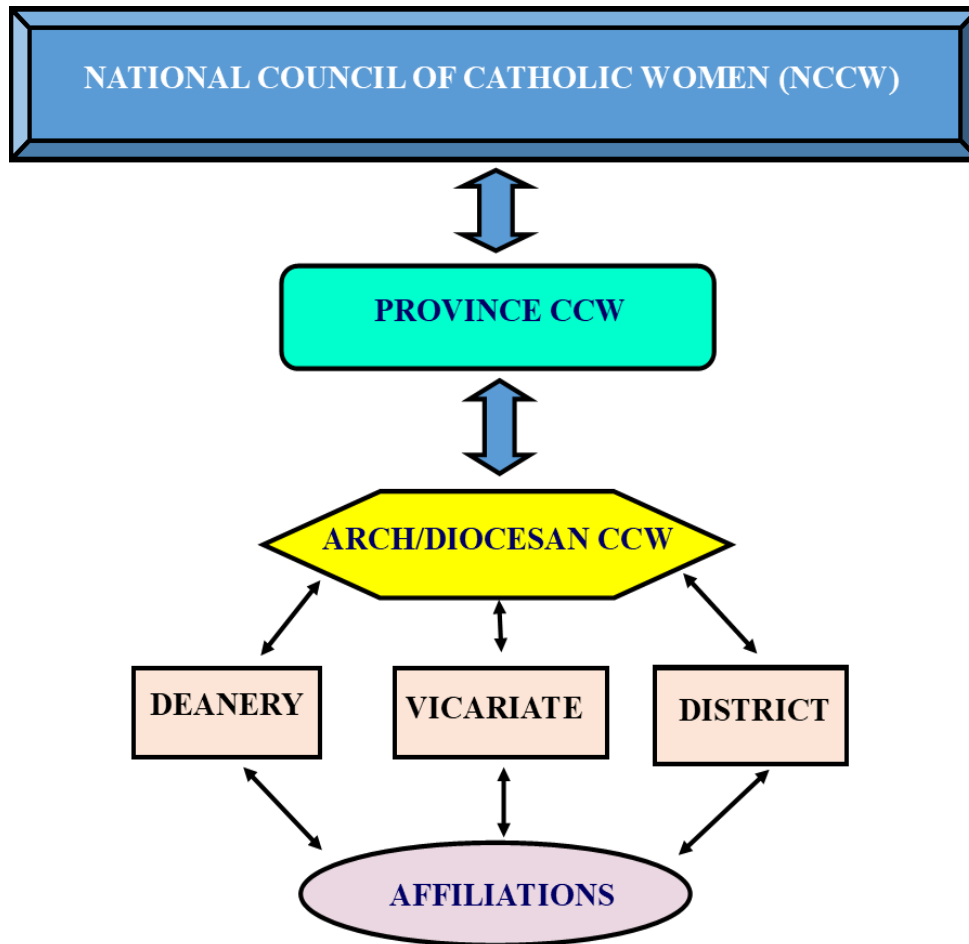 NATIONAL COUNCIL OF CATHOLIC WOMEN (NCCW)
PROVINCE CCW
ARCH/DIOCESAN CCW
DEANERY
VICARIATE
DISTRICT
AFFILIATIONS